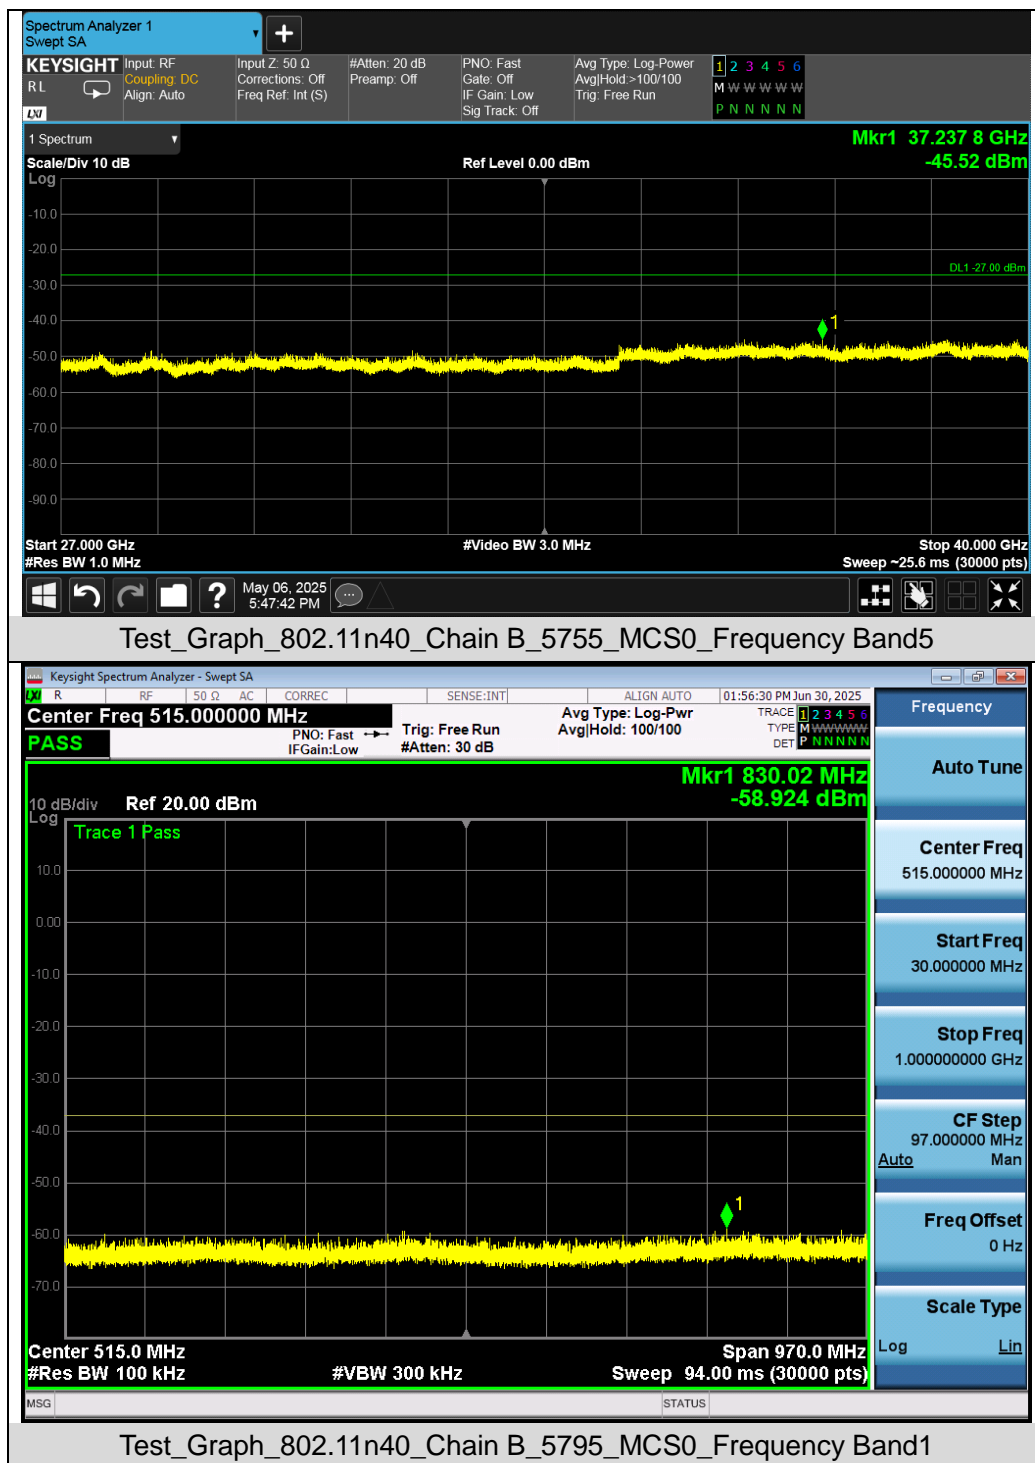 Spectrum Analyzer 1
Swept SA
KEYSIGHT
RL
LXI
Input: RF
Coupling: DC
Align: Auto
Input Z: 50 Ω
Corrections: Off
Freq Ref: Int (S)
#Atten: 20 dB
Preamp: Off
PNO: Fast
Gate: Off
IF Gain: Low
Sig Track: Off
Avg Type: Log-Power
Avg|Hold:>100/100
Trig: Free Run
1 2 3 4 5 6
M W W W W W
P N N N N N
1 Spectrum
Mkr1 37.237 8 GHz
Scale/Div 10 dB
Ref Level 0.00 dBm
-45.52 dBm
Log
-10.0
-20.0
DL1 -27.00 dBm
-30.0
-40.0
1
-50.0
-60.0
-70.0
-80.0
-90.0
Start 27.000 GHz
#Video BW 3.0 MHz
Stop 40.000 GHz
#Res BW 1.0 MHz
Sweep ~25.6 ms (30000 pts)
?
May 06, 2025
5:47:42 PM
Test_Graph_802.11n40_Chain B_5755_MCS0_Frequency Band5
Keysight Spectrum Analyzer - Swept SA
LXI
R
RF
50 Ω
AC
CORREC
SENSE:INT
ALIGN AUTO
01:56:30 PM Jun 30, 2025
Center Freq 515.000000 MHz
PASS
PNO: Fast
IFGain:Low
Trig: Free Run
#Atten: 30 dB
Avg Type: Log-Pwr
Avg|Hold: 100/100
TRACE 1 2 3 4 5 6
TYPE M W W W W W
DET P N N N N N
Mkr1 830.02 MHz
-58.924 dBm
10 dB/div
Ref 20.00 dBm
Log
Trace 1 Pass
10.0
0.00
-10.0
-20.0
-30.0
-40.0
-50.0
1
-60.0
-70.0
Center 515.0 MHz
Span 970.0 MHz
#Res BW 100 kHz
#VBW 300 kHz
Sweep 94.00 ms (30000 pts)
MSG
STATUS
Frequency
Auto Tune
Center Freq
515.000000 MHz
Start Freq
30.000000 MHz
Stop Freq
1.000000000 GHz
CF Step
97.000000 MHz
Auto Man
Freq Offset
0 Hz
Scale Type
Log Lin
Test_Graph_802.11n40_Chain B_5795_MCS0_Frequency Band1